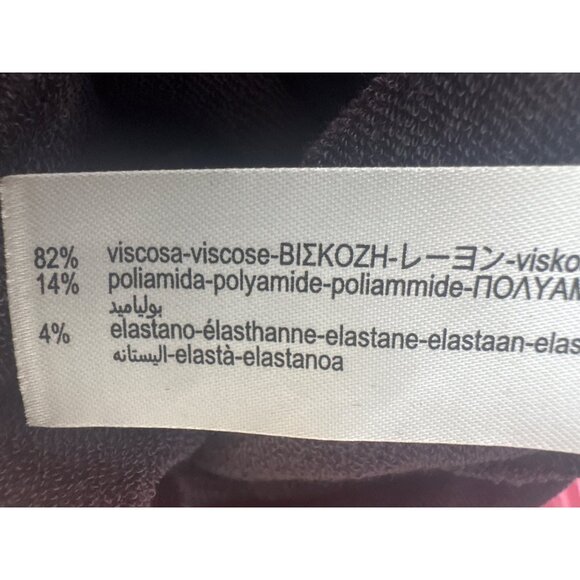 82% viscosa-viscose-ΒΙΣΚΟΖΗ-レーヨン-visko
14% poliamida-polyamide-poliammide-ΠΟΛΥΑΜ
بولياميد
4% elastano-élasthanne-elastane-elastaan-elas
اليستانه-elastà-elastanoa